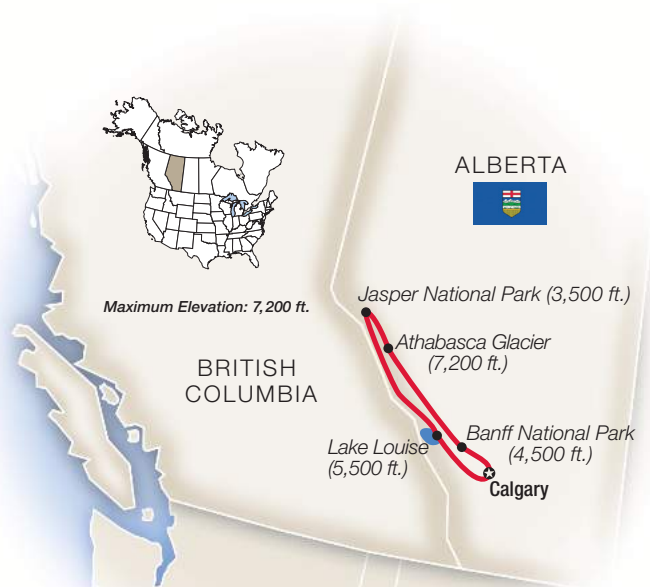 ALBERTA
Maximum Elevation: 7,200 ft.
Jasper National Park (3,500 ft.)
Athabasca Glacier
(7,200 ft.)
BRITISH
COLUMBIA
Lake Louise
(5,500 ft.)
Banff National Park
(4,500 ft.)
Calgary